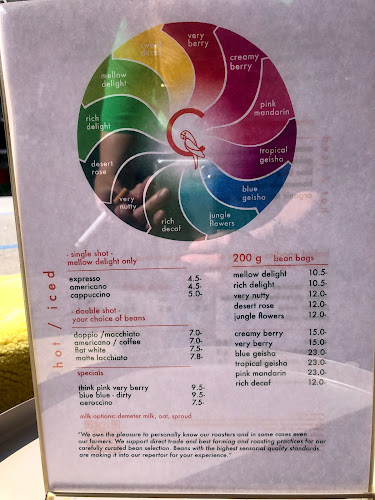 very
berry
creamy
berry
pink
mandarin
tropical
geisha
blue
geisha
jungle
flowers
rich
decaf
very
nutty
desert
rose
rich
delight
mellow
delight
hot / iced
- single shot -
mellow delight only
espresso 4.5-
americano 4.5-
cappuccino 5.0-
- double shot -
your choice of beans
doppio /macchiato 7.0-
americano / coffee 7.0-
flat white 7.5-
matte lacchiato 7.8-
specials
think pink very berry 9.5-
blue blue - dirty 9.5-
aeroccino 7.5-
200 g bean bags
mellow delight 10.5-
rich delight 10.5-
very nutty 12.0-
desert rose 12.0-
jungle flowers 12.0-
creamy berry 15.0-
very berry 15.0-
blue geisha 23.0-
tropical geisha 23.0-
pink mandarin 23.0-
rich decaf 12.0-
milk options: demeter milk, oat, sproud
"We own the pleasure to personally know our roasters and in some cases even
our farmers. We support direct trade and best farming and roasting practices for our
carefully curated bean selection. Beans with the highest sensorial quality standards
are making it into our repertoir for your experience."